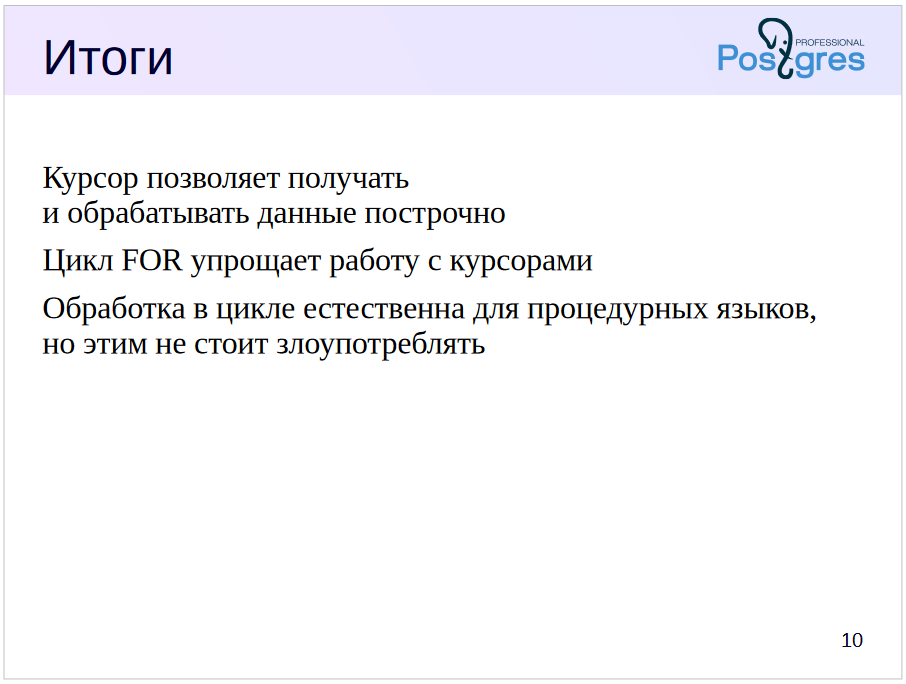 Итоги
PROFESSIONAL
Postgres
Курсор позволяет получать
и обрабатывать данные построчно
Цикл FOR упрощает работу с курсорами
Обработка в цикле естественна для процедурных языков,
но этим не стоит злоупотреблять
10